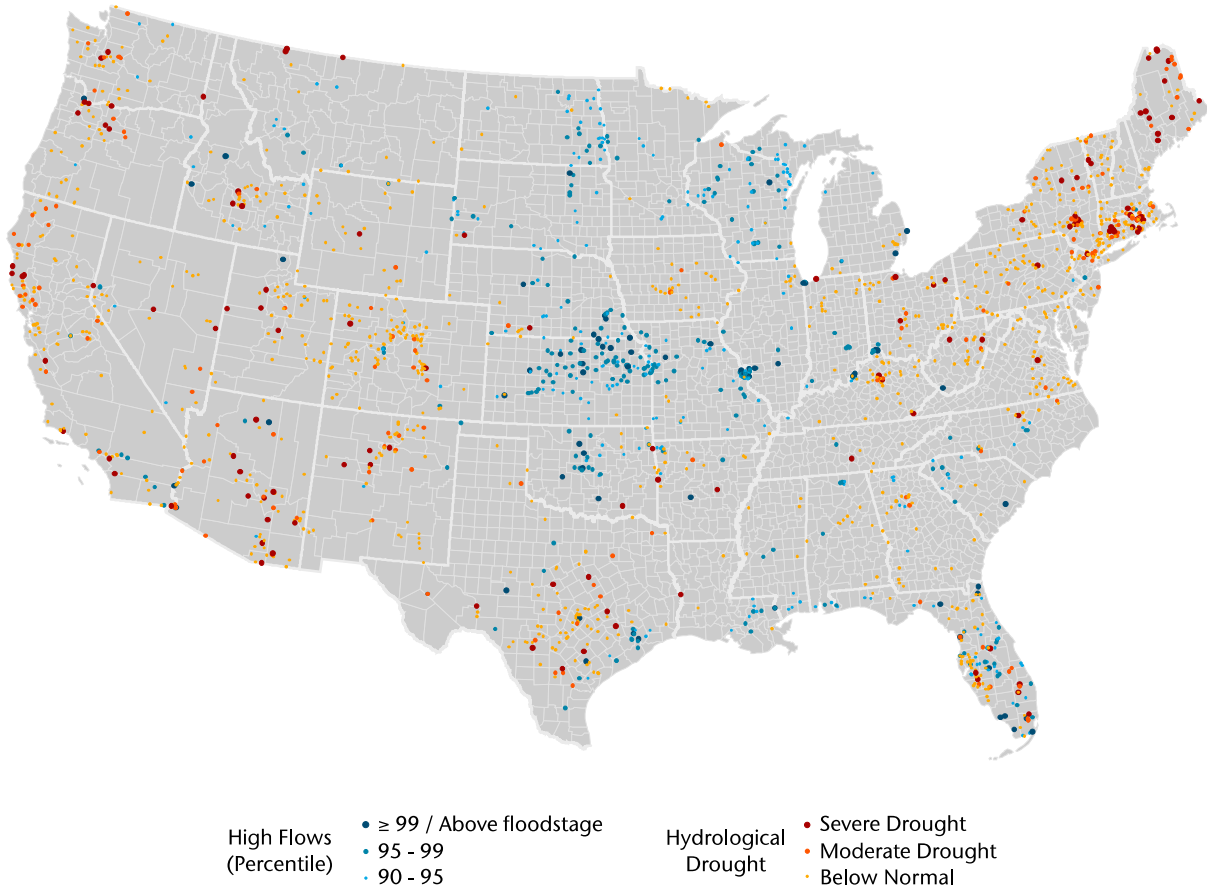 High Flows
(Percentile)
≥ 99 / Above floodstage
95 - 99
90 - 95
Hydrological
Drought
Severe Drought
Moderate Drought
Below Normal